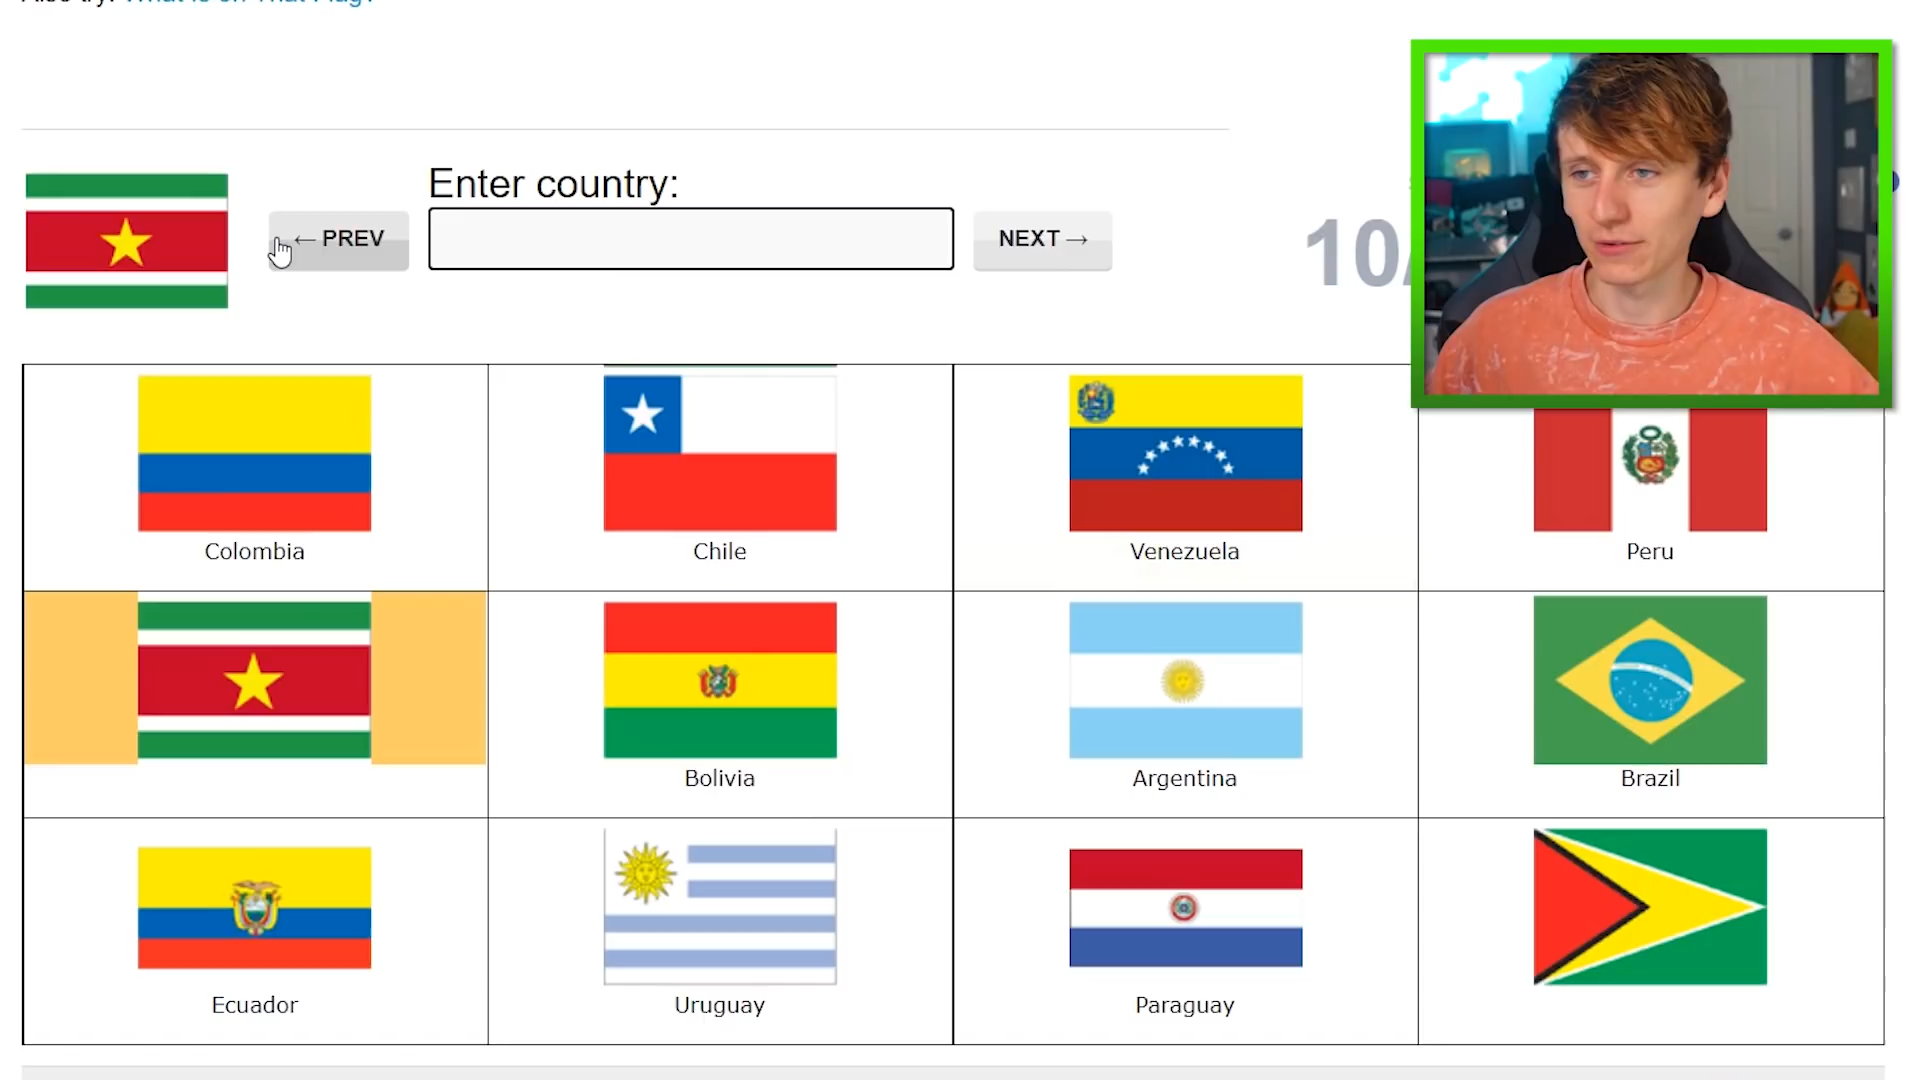 Enter country:
← PREV
NEXT →
10/
Colombia
Chile
Venezuela
Peru
Bolivia
Argentina
Brazil
Ecuador
Uruguay
Paraguay